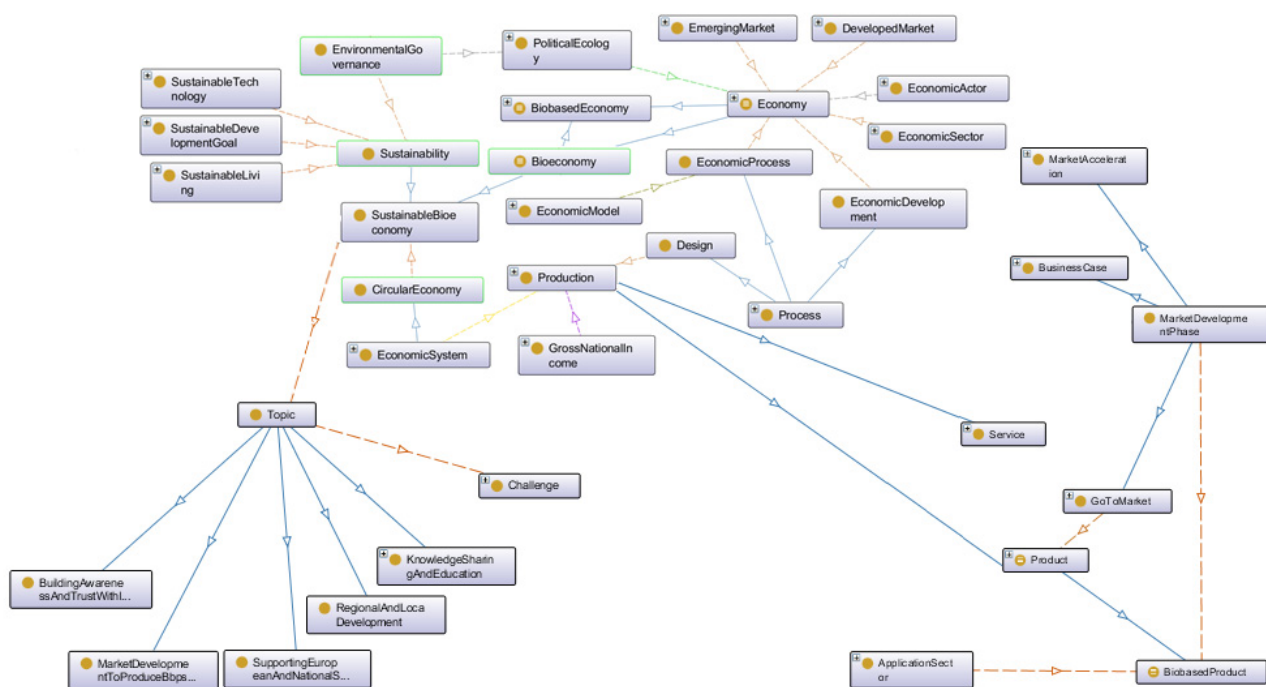 EmergingMarket
DevelopedMarket
EnvironmentalGo
vernance
PoliticalEcolog
y
SustainableTech
nology
BiobasedEconomy
Economy
EconomicActor
SustainableDeve
lopmentGoal
EconomicSector
Sustainability
Bioeconomy
EconomicProcess
MarketAccelerat
ion
SustainableLivi
ng
SustainableBioe
conomy
EconomicModel
EconomicDevelop
ment
Design
BusinessCase
Production
CircularEconomy
Process
MarketDevelopme
ntPhase
EconomicSystem
GrossNationalIn
come
Topic
Service
Challenge
GoToMarket
KnowledgeSharin
gAndEducation
Product
BuildingAwarene
ssAndTrustWithI...
RegionalAndLoca
Development
MarketDevelopme
ntToProduceBbps...
SupportingEurop
eanAndNationalS...
ApplicationSect
or
BiobasedProduct